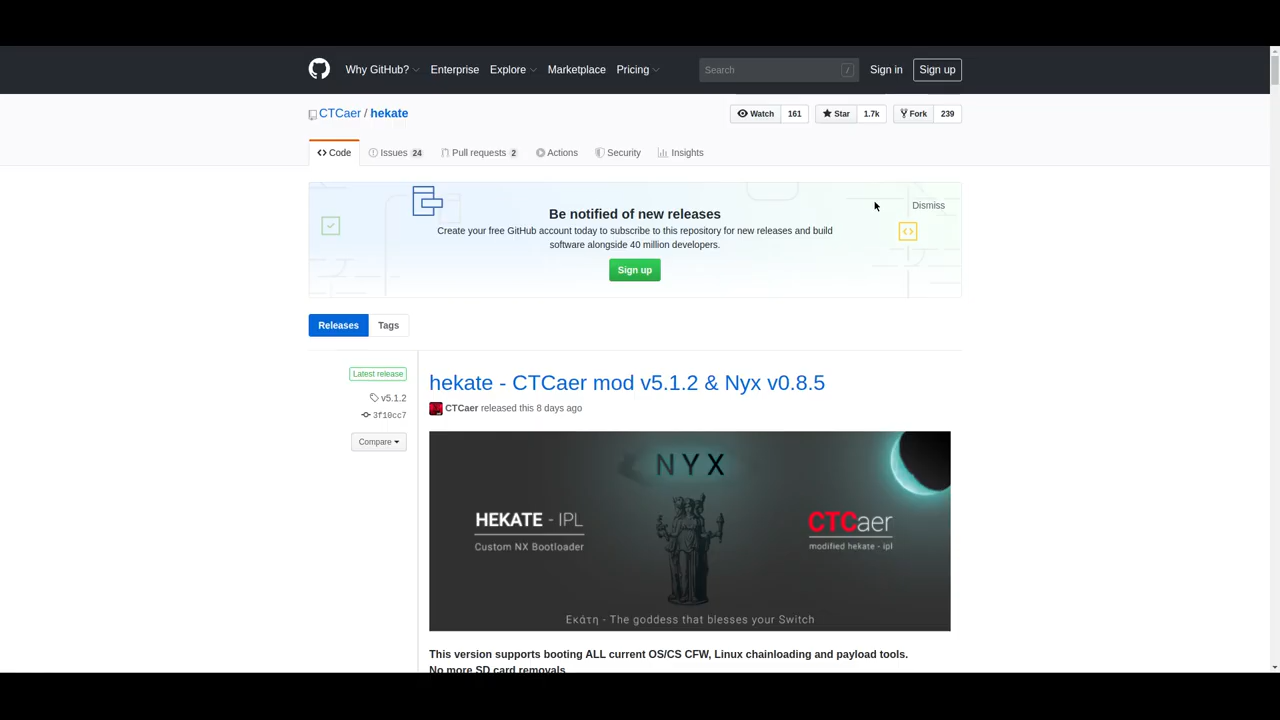 Why GitHub? Enterprise Explore Marketplace Pricing Search / Sign in Sign up
CTCaer / hekate Watch 161 Star 1.7k Fork 239
Code Issues 24 Pull requests 2 Actions Security Insights
Dismiss
Be notified of new releases
Create your free GitHub account today to subscribe to this repository for new releases and build
software alongside 40 million developers.
Sign up
Releases Tags
Latest release
v5.1.2
3f10cc7
Compare
hekate - CTCaer mod v5.1.2 & Nyx v0.8.5
CTCaer released this 8 days ago
NYX
HEKATE - IPL
Custom NX Bootloader
CTCaer
modified hekate - ipl
Εκάτη - The goddess that blesses your Switch
This version supports booting ALL current OS/CS CFW, Linux chainloading and payload tools.
No more SD card removals